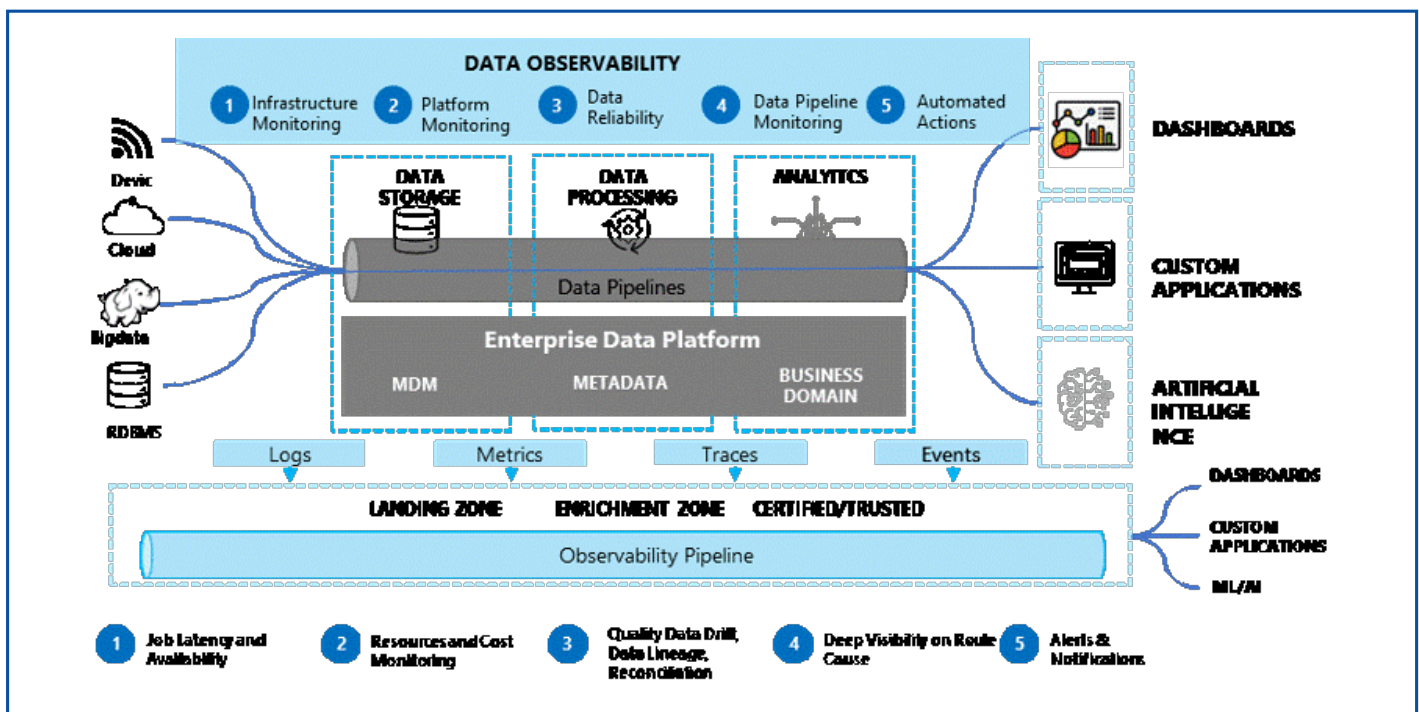 DATA OBSERVABILITY
1
Infrastructure
Monitoring
2
Platform
Monitoring
3
Data
Reliability
4
Data Pipeline
Monitoring
5
Automated
Actions
Devic
Cloud
Bigdata
RDBMS
DATA
STORAGE
DATA
PROCESSING
ANALYITCS
Data Pipelines
Enterprise Data Platform
MDM
METADATA
BUSINESS
DOMAIN
DASHBOARDS
CUSTOM
APPLICATIONS
ARTIFICIAL
INTELLIGE
NCE
Logs
Metrics
Traces
Events
LANDING ZONE
ENRICHMENT ZONE
CERTIFIED/TRUSTED
Observability Pipeline
DASHBOARDS
CUSTOM
APPLICATIONS
ML/AI
1
Job Latency and
Availability
2
Resources and Cost
Monitoring
3
Quality Data Drill,
Data Lineage,
Reconciliation
4
Deep Visibility on Route
Cause
5
Alerts &
Notifications